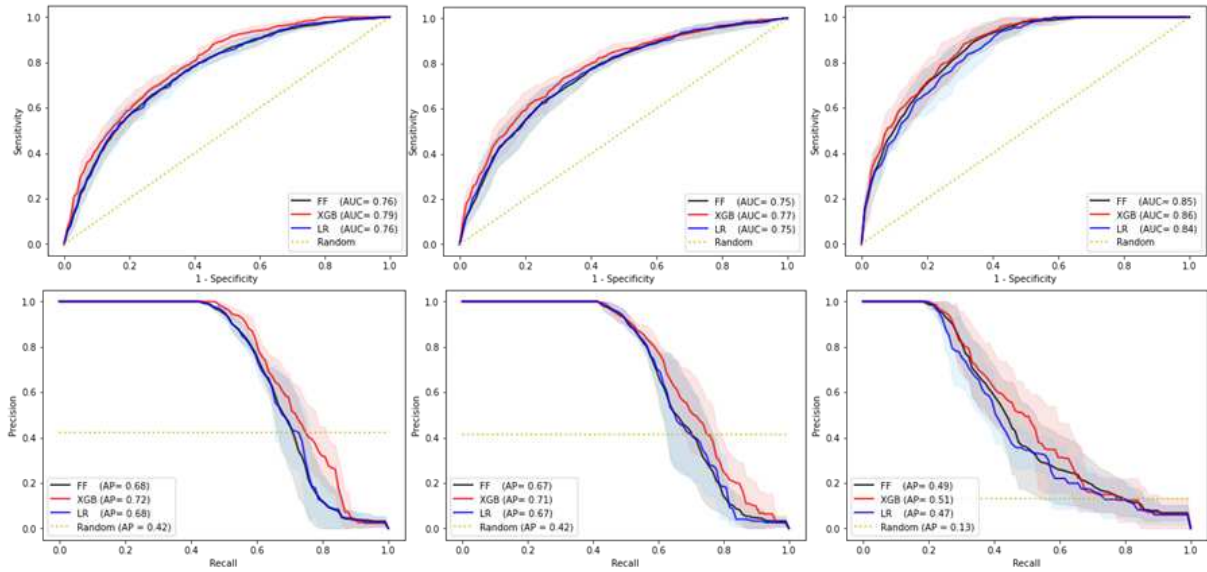 Sensitivity
1.0
0.8
0.6
0.4
0.2
0.0
FF (AUC= 0.76)
XGB (AUC= 0.79)
LR (AUC= 0.76)
Random
0.0 0.2 0.4 0.6 0.8 1.0
1 - Specificity
Sensitivity
1.0
0.8
0.6
0.4
0.2
0.0
FF (AUC= 0.75)
XGB (AUC= 0.77)
LR (AUC= 0.75)
Random
0.0 0.2 0.4 0.6 0.8 1.0
1 - Specificity
Sensitivity
1.0
0.8
0.6
0.4
0.2
0.0
FF (AUC= 0.85)
XGB (AUC= 0.86)
LR (AUC= 0.84)
Random
0.0 0.2 0.4 0.6 0.8 1.0
1 - Specificity
Precision
1.0
0.8
0.6
0.4
0.2
0.0
FF (AP= 0.68)
XGB (AP= 0.72)
LR (AP= 0.68)
Random (AP = 0.42)
0.0 0.2 0.4 0.6 0.8 1.0
Recall
Precision
1.0
0.8
0.6
0.4
0.2
0.0
FF (AP= 0.67)
XGB (AP= 0.71)
LR (AP= 0.67)
Random (AP = 0.42)
0.0 0.2 0.4 0.6 0.8 1.0
Recall
Precision
1.0
0.8
0.6
0.4
0.2
0.0
FF (AP= 0.49)
XGB (AP= 0.51)
LR (AP= 0.47)
Random (AP = 0.13)
0.0 0.2 0.4 0.6 0.8 1.0
Recall